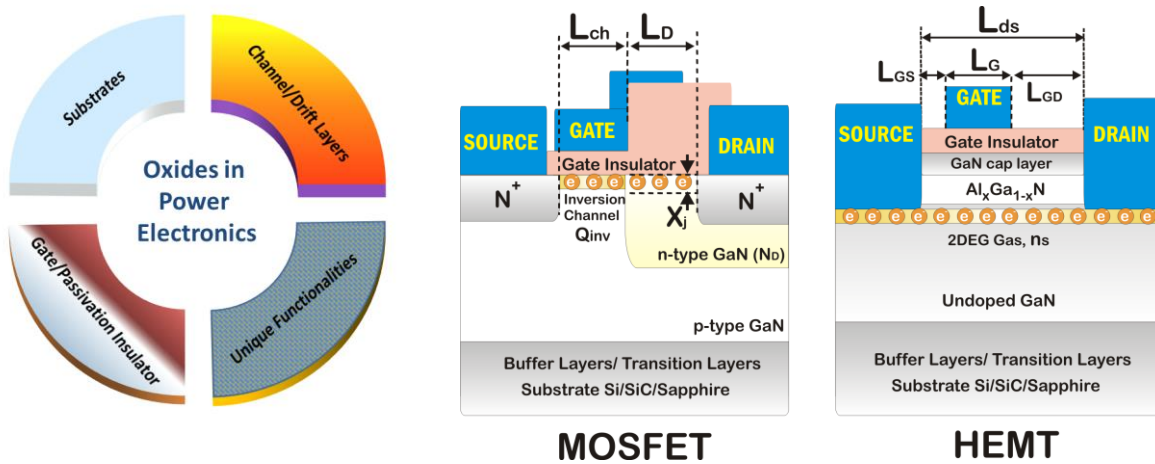 Substrates
Channel/Drift Layers
Oxides in
Power
Electronics
Gate/Passivation Insulator
Unique Functionalities
Lch
LD
SOURCE
GATE
DRAIN
Gate Insulator
e e e e e e
N+
Inversion
Channel
Qinv
Xj
N+
n-type GaN (ND)
p-type GaN
Buffer Layers/ Transition Layers
Substrate Si/SiC/Sapphire
MOSFET
Lds
LGS
LG
LGD
GATE
SOURCE
DRAIN
Gate Insulator
GaN cap layer
AlxGa1-xN
e e e e e e e e e e e e
2DEG Gas, ns
Undoped GaN
Buffer Layers/ Transition Layers
Substrate Si/SiC/Sapphire
HEMT